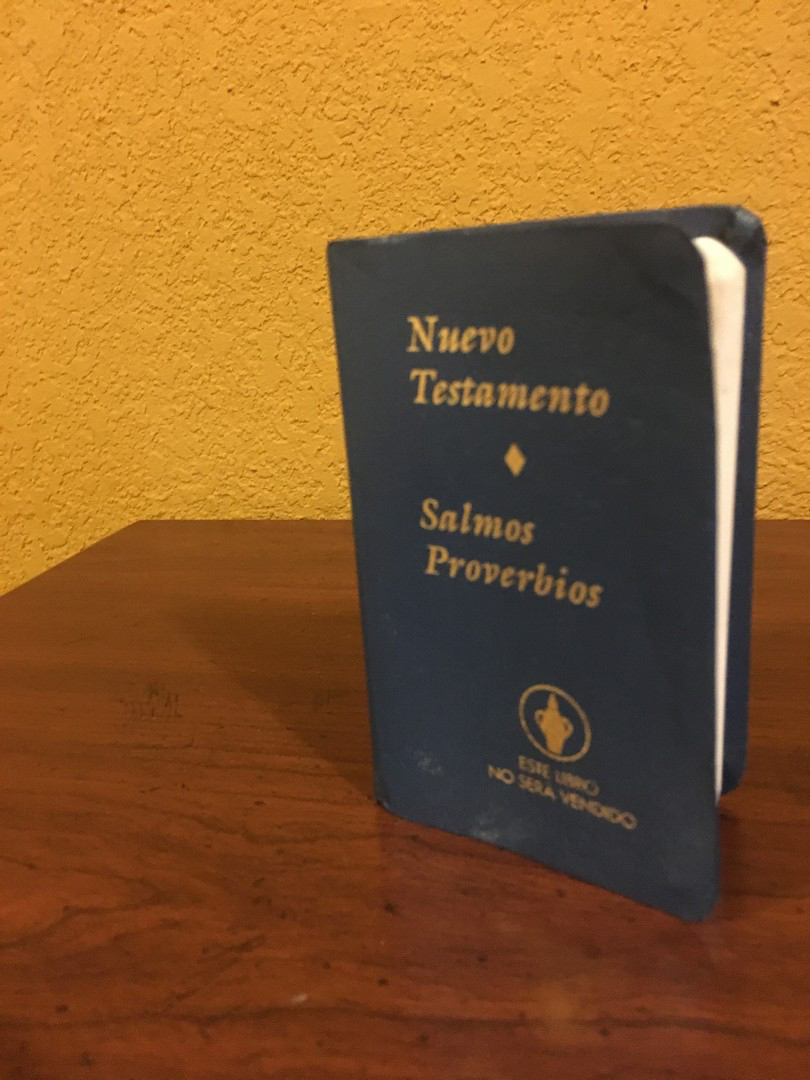 Nuevo
Testamento
Salmos
Proverbios
ESTE LIBRO
NO SERA VENDIDO